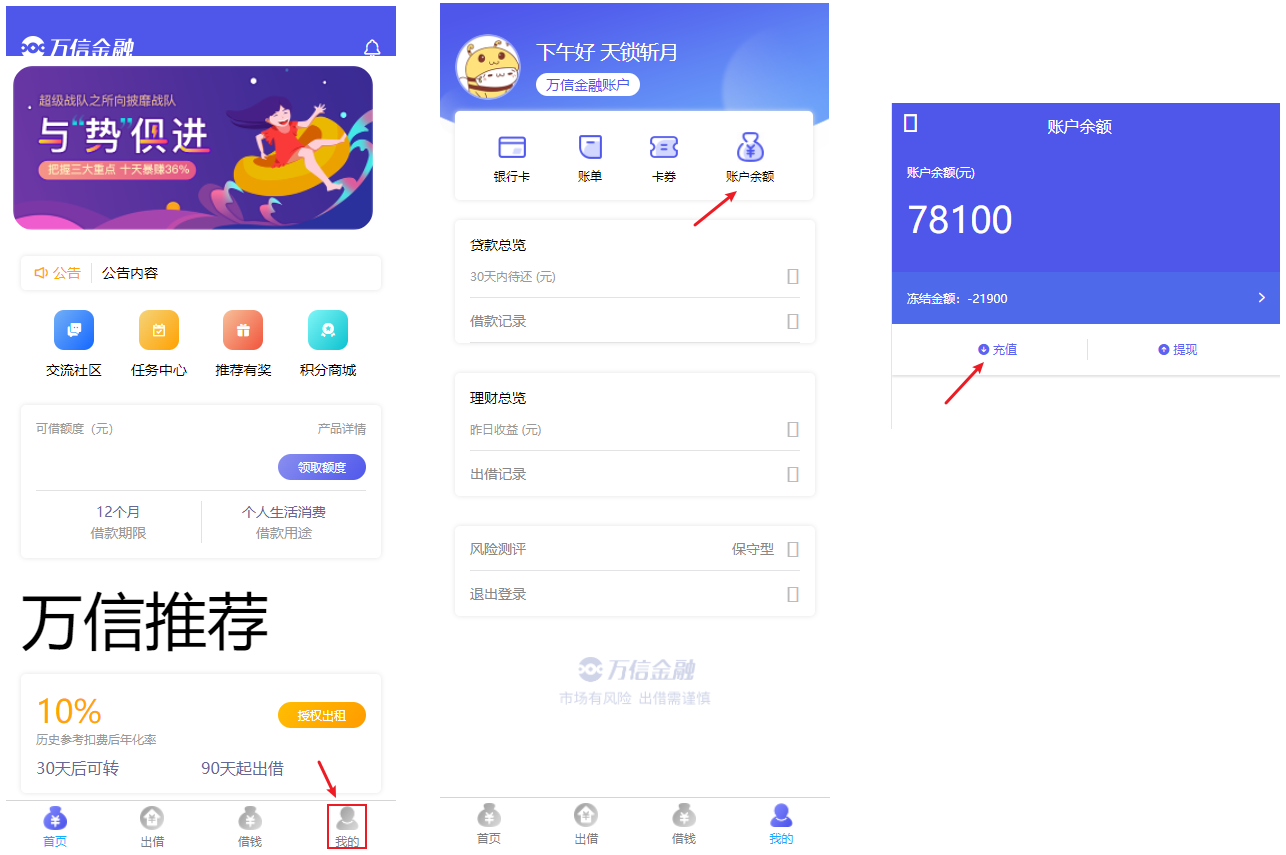 万信金融
超级战队之所向披靡战队
与“势”俱进
把握三大重点 十天暴赚36%
公告
公告内容
交流社区
任务中心
推荐有奖
积分商城
可借额度（元）
产品详情
领取额度
12个月
个人生活消费
借款期限
借款用途
万信推荐
10%
授权出租
历史参考扣费后年化率
30天后可转
90天起出借
首页
出借
借钱
我的
下午好 天锁斩月
万信金融账户
银行卡
账单
卡券
账户余额
贷款总览
30天内待还 (元)
借款记录
理财总览
昨日收益 (元)
出借记录
风险测评
保守型
退出登录
万信金融
市场有风险 出借需谨慎
首页
出借
借钱
我的
账户余额
账户余额(元)
78100
冻结金额：-21900
充值
提现